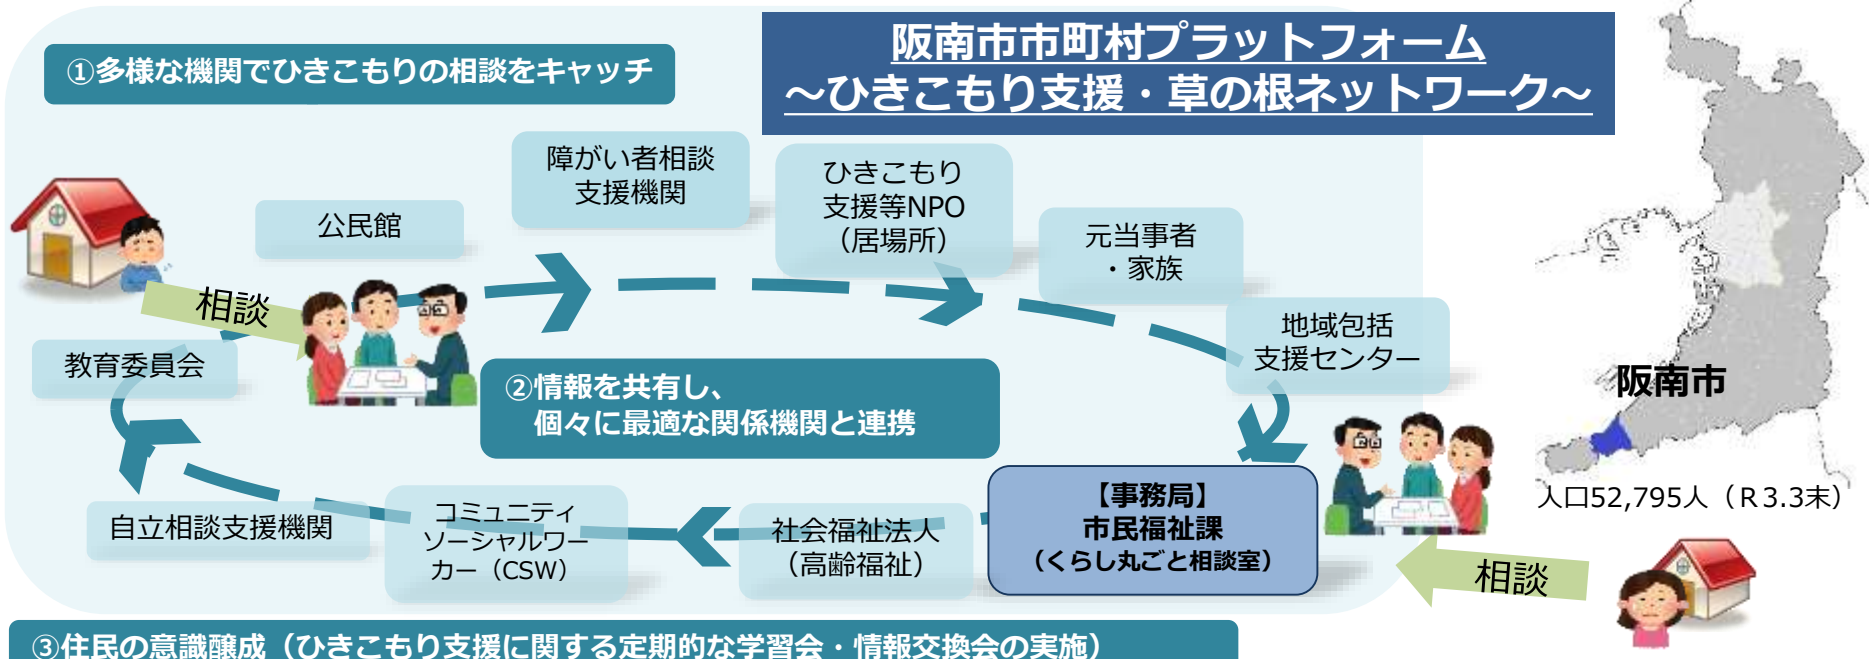 阪南市市町村プラットフォーム
～ひきこもり支援・草の根ネットワーク～
①多様な機関でひきこもりの相談をキャッチ
障がい者相談
支援機関
ひきこもり
支援等NPO
（居場所）
公民館
元当事者
・家族
相談
地域包括
支援センター
教育委員会
②情報を共有し、
個々に最適な関係機関と連携
阪南市
人口52,795人（Ｒ3.3末）
自立相談支援機関
コミュニティ
ソーシャルワー
カー（CSW）
社会福祉法人
（高齢福祉）
【事務局】
市民福祉課
（くらし丸ごと相談室）
相談
③住民の意識醸成（ひきこもり支援に関する定期的な学習会・情報交換会の実施）